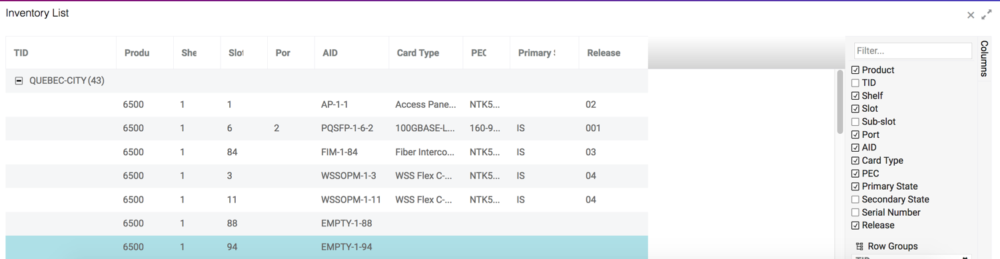 Inventory List
TID Produ She Slot Por AID Card Type PEC Primary S Release
QUEBEC-CITY (43)
6500 1 1 AP-1-1 Access Pane... NTK5... 02
6500 1 6 2 PQSFP-1-6-2 100GBASE-L... 160-9... IS 001
6500 1 84 FIM-1-84 Fiber Interco... NTK5... IS 03
6500 1 3 WSSOPM-1-3 WSS Flex C-... NTK5... IS 04
6500 1 11 WSSOPM-1-11 WSS Flex C-... NTK5... IS 04
6500 1 88 EMPTY-1-88
6500 1 94 EMPTY-1-94
Filter...
Product
TID
Shelf
Slot
Sub-slot
Port
AID
Card Type
PEC
Primary State
Secondary State
Serial Number
Release
Row Groups
TID
Columns